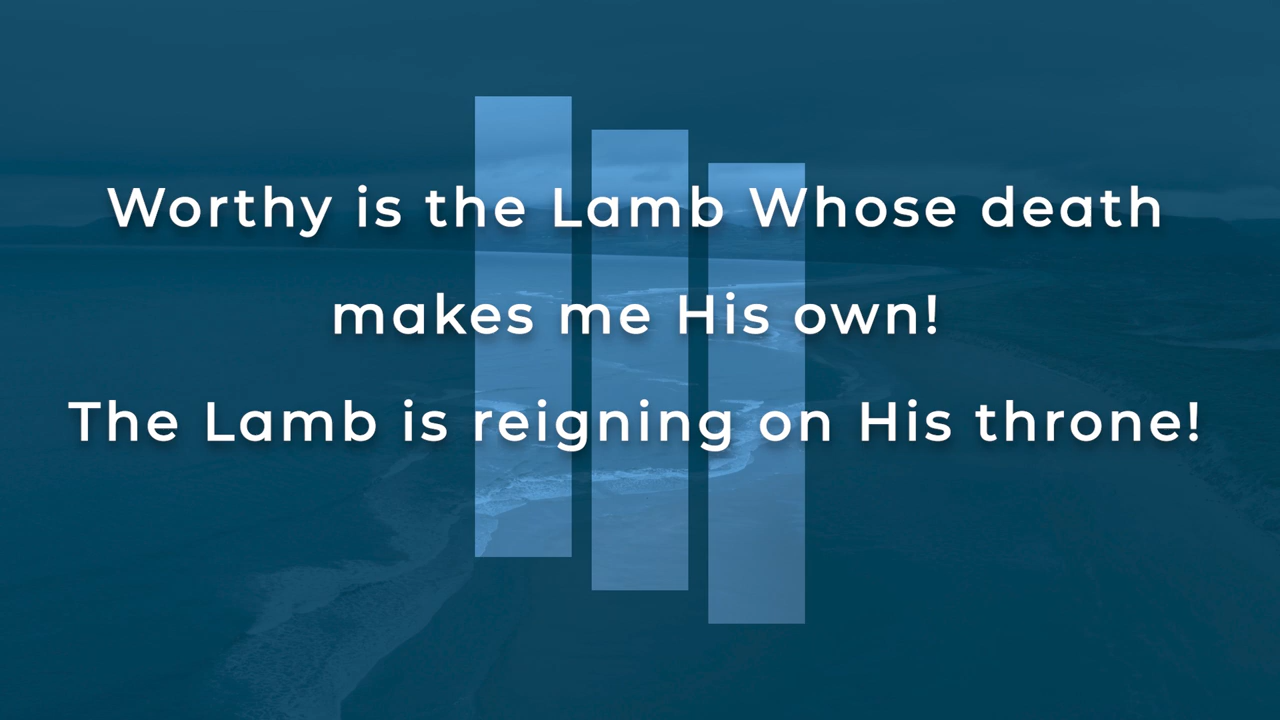 Worthy is the Lamb Whose death
makes me His own!
The Lamb is reigning on His throne!